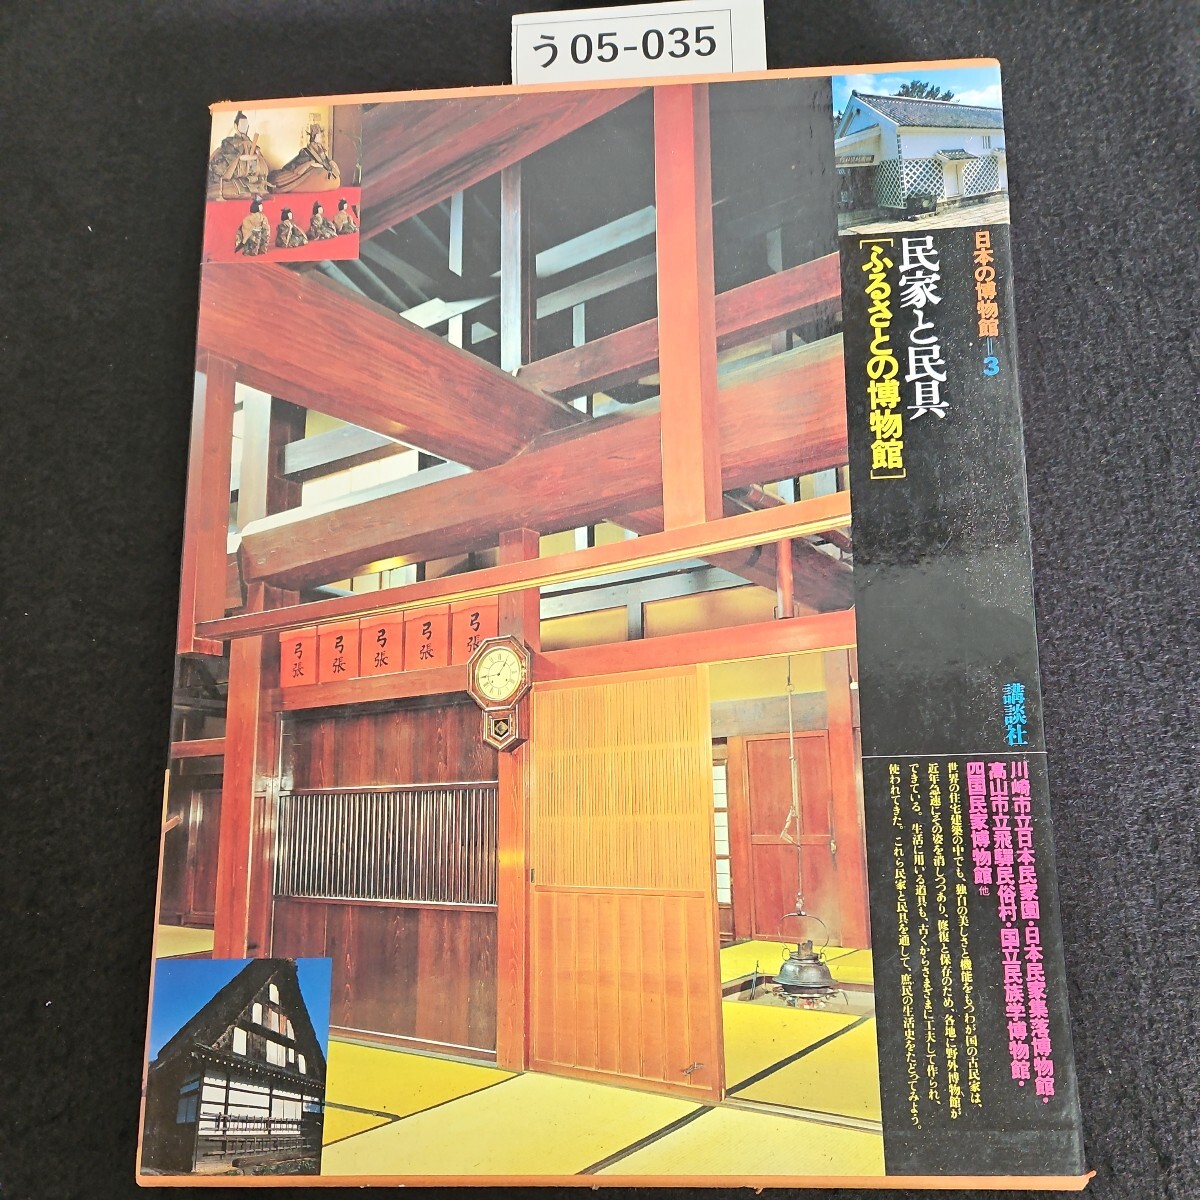 う05-035
日本の博物館=3
民家と民具
[ふるさとの博物館]
講談社
川崎市立日本民家園・日本民家集落博物館・
高山市立飛騨民俗村・国立民族学博物館・
四国民家博物館 他
世界の住宅建築の中でも、独自の美しさと機能をもつわが国の古民家は、
近年急速にその姿を消しつつあり、修復と保存のため、各地に野外博物館が
できている。生活に用いる道具も、古くからさまざまに工夫して作られ、
使われてきた。これら民家と民具を通して、庶民の生活史をたどってみよう。
弓張
弓張
弓張
弓張
弓張